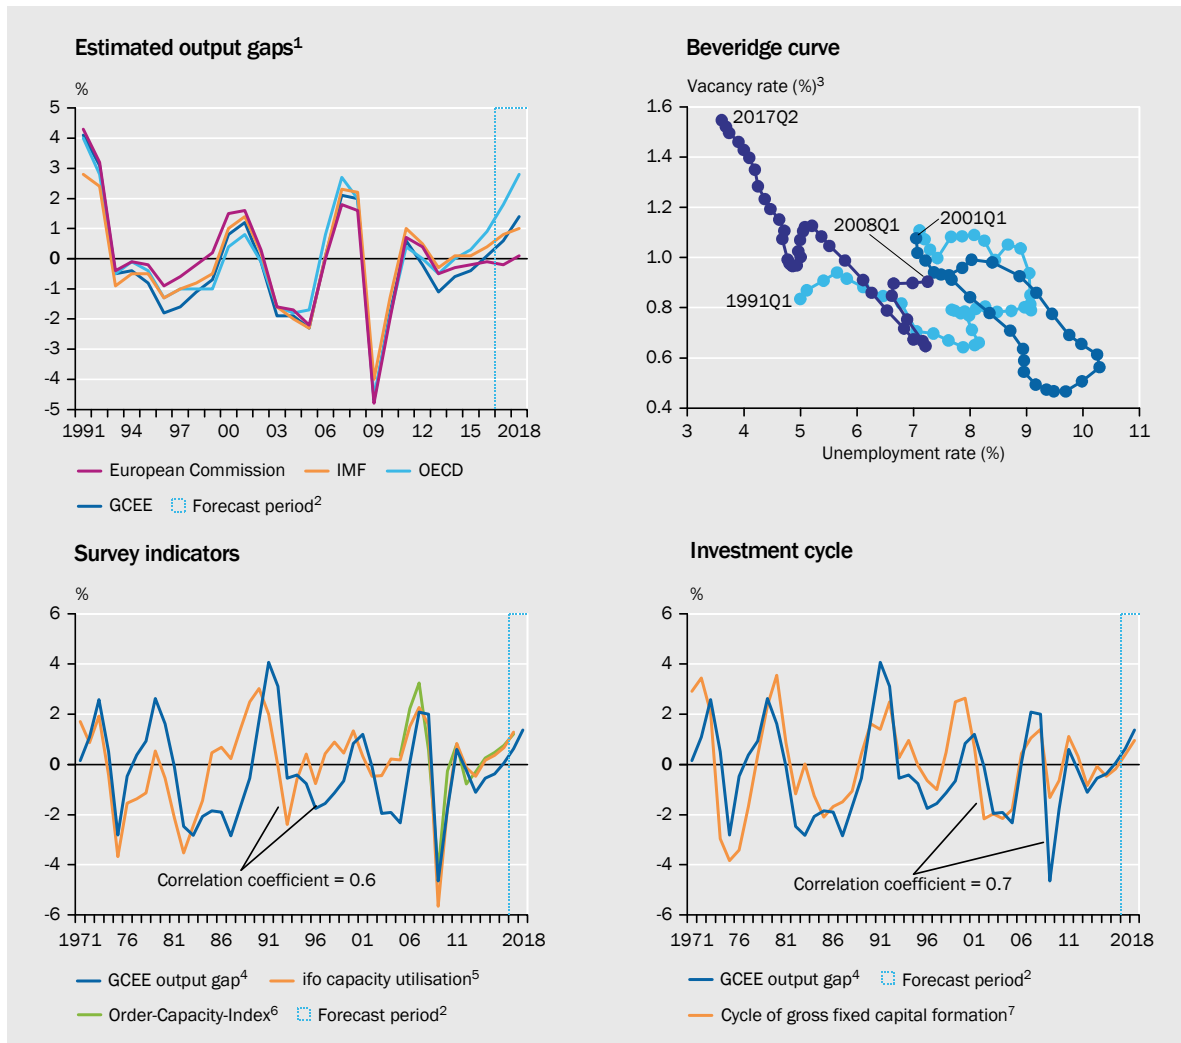 Estimated output gaps1
%
5
4
3
2
1
0
-1
-2
-3
-4
-5
1991 94 97 00 03 06 09 12 15 2018
European Commission IMF OECD
GCEE Forecast period2
Beveridge curve
Vacancy rate (%)3
1.6
1.4
1.2
1.0
0.8
0.6
0.4
2017Q2
2008Q1
2001Q1
1991Q1
3 4 5 6 7 8 9 10 11
Unemployment rate (%)
Survey indicators
%
6
4
2
0
-2
-4
-6
Correlation coefficient = 0.6
1971 76 81 86 91 96 01 06 11 2018
GCEE output gap4 ifo capacity utilisation5
Order-Capacity-Index6 Forecast period2
Investment cycle
%
6
4
2
0
-2
-4
-6
Correlation coefficient = 0.7
1971 76 81 86 91 96 01 06 11 2018
GCEE output gap4 Forecast period2
Cycle of gross fixed capital formation7